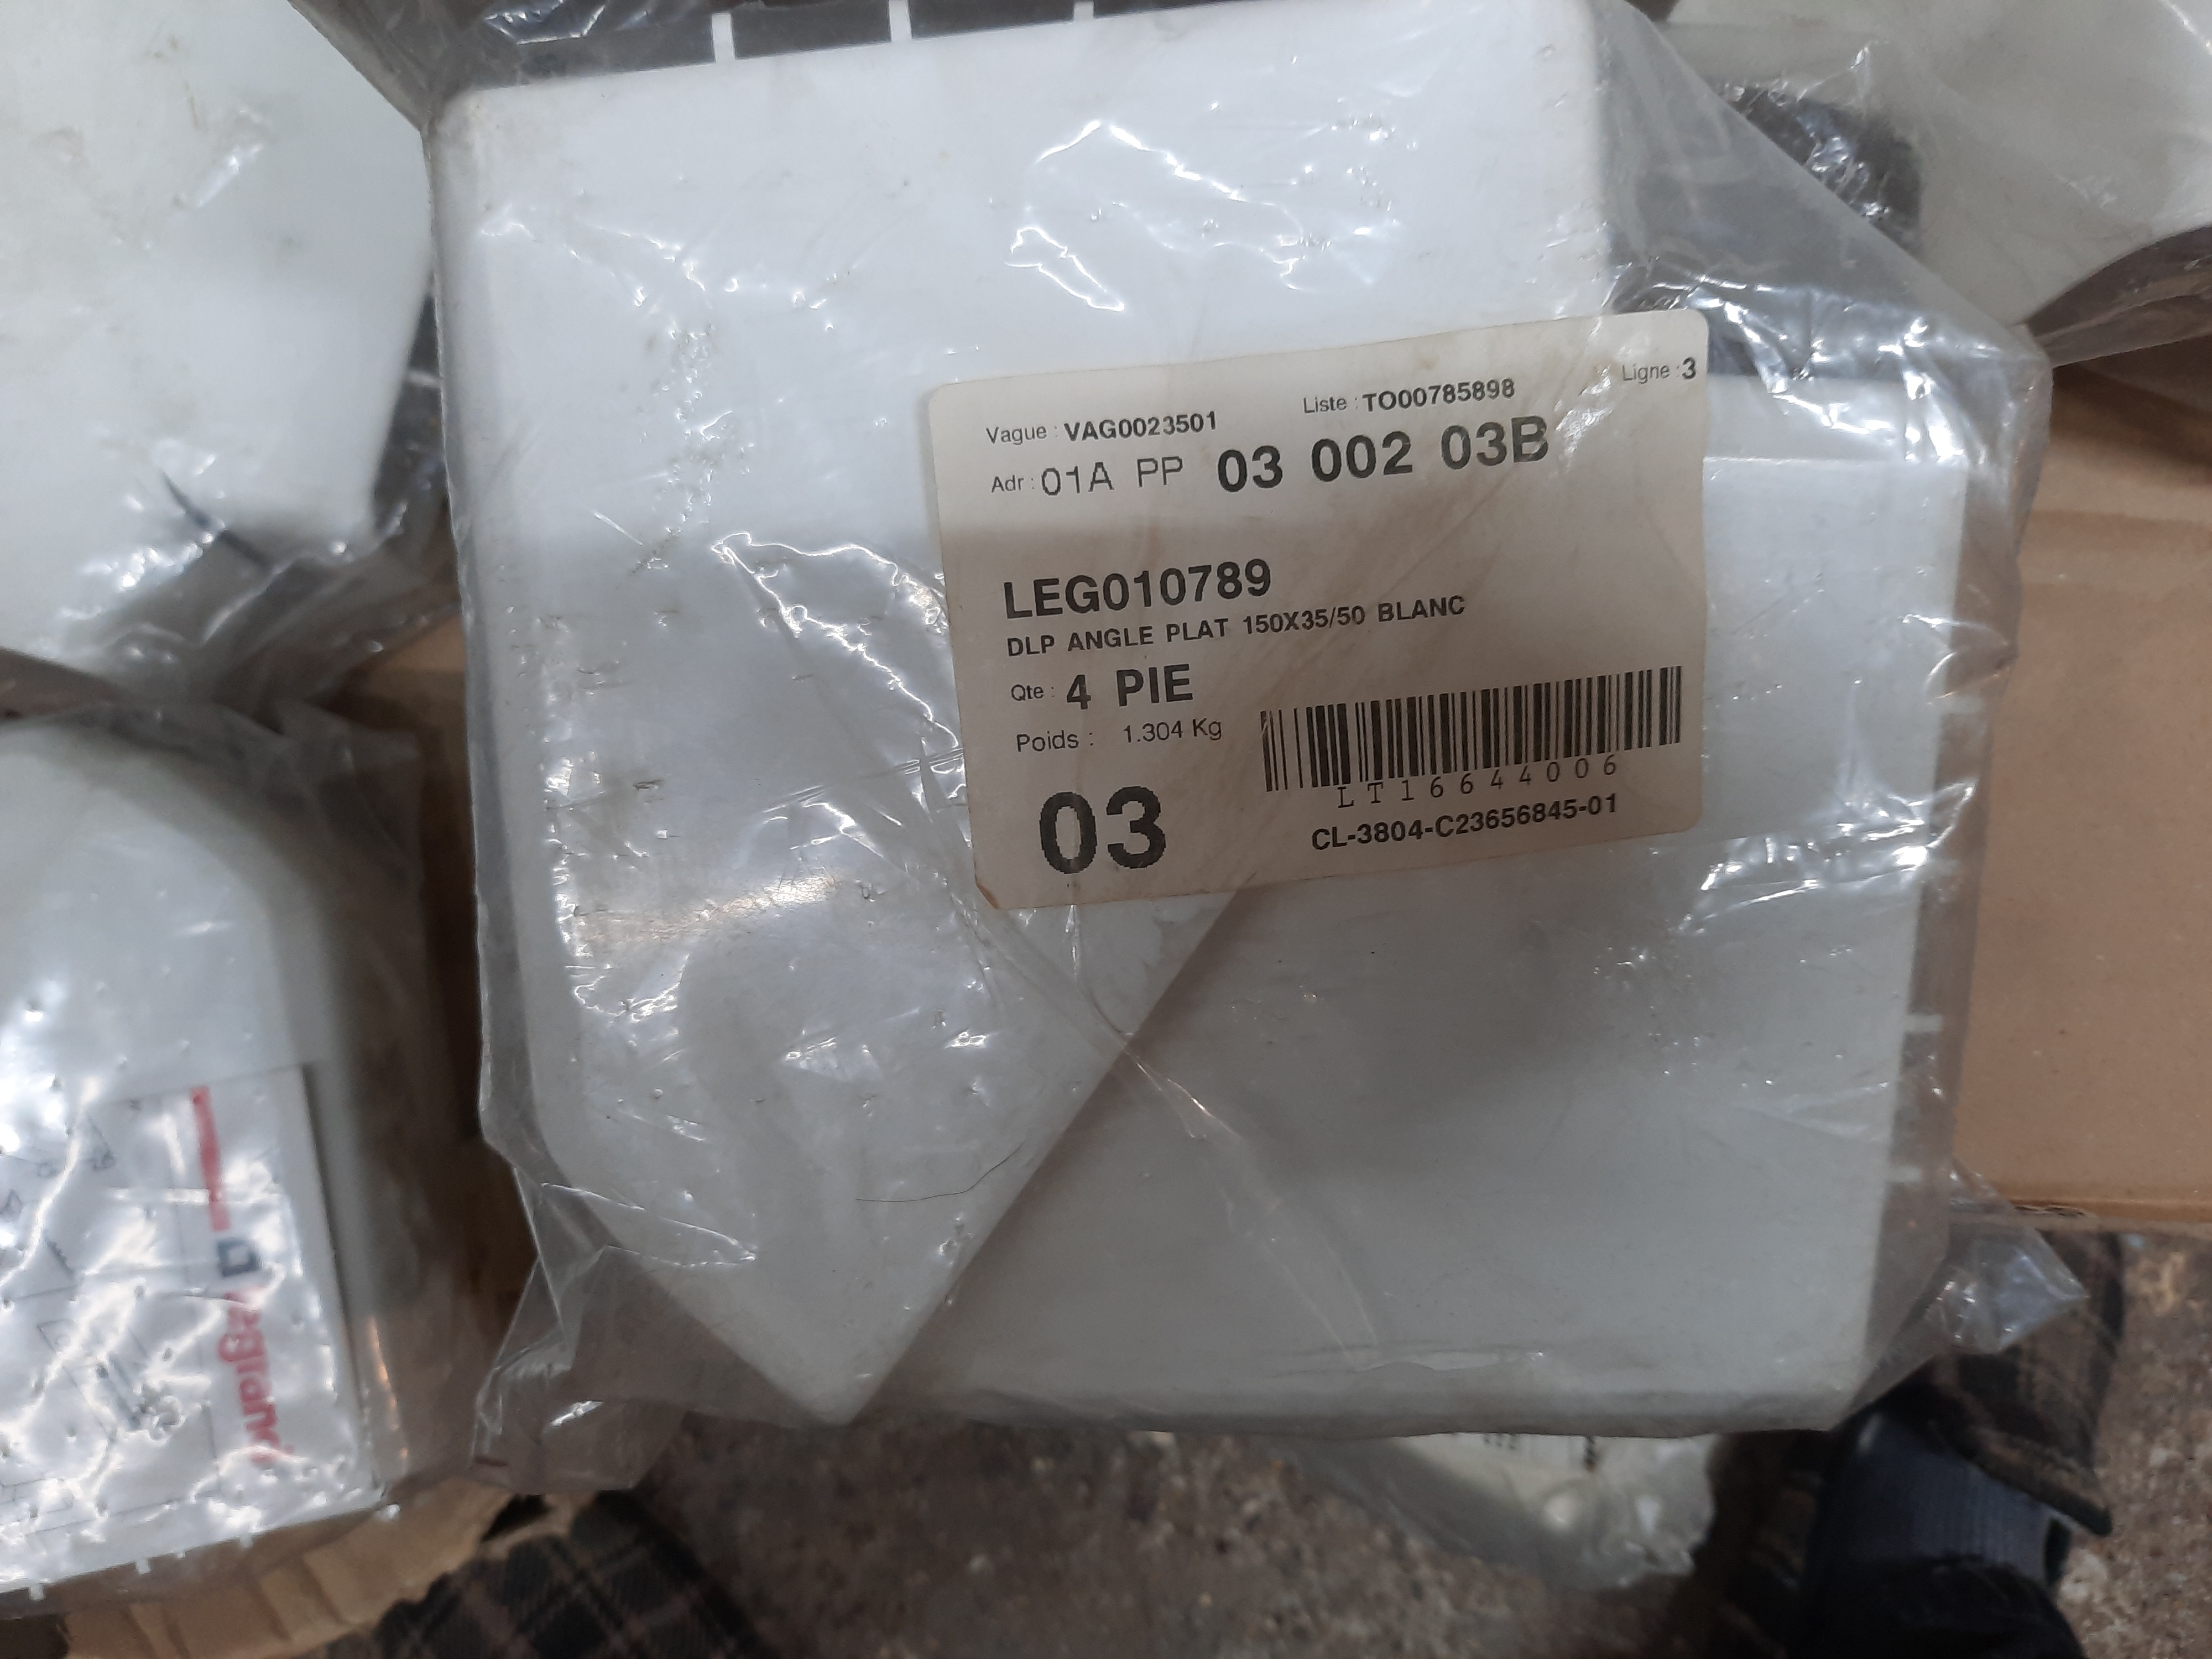 Vague : VAG0023501 Liste : TO00785898 Ligne : 3
Adr : 01A PP 03 002 03B
LEG010789
DLP ANGLE PLAT 150X35/50 BLANC
Qte : 4 PIE
Poids : 1.304 Kg
LT16644006
03
CL-3804-C23656845-01
legrand